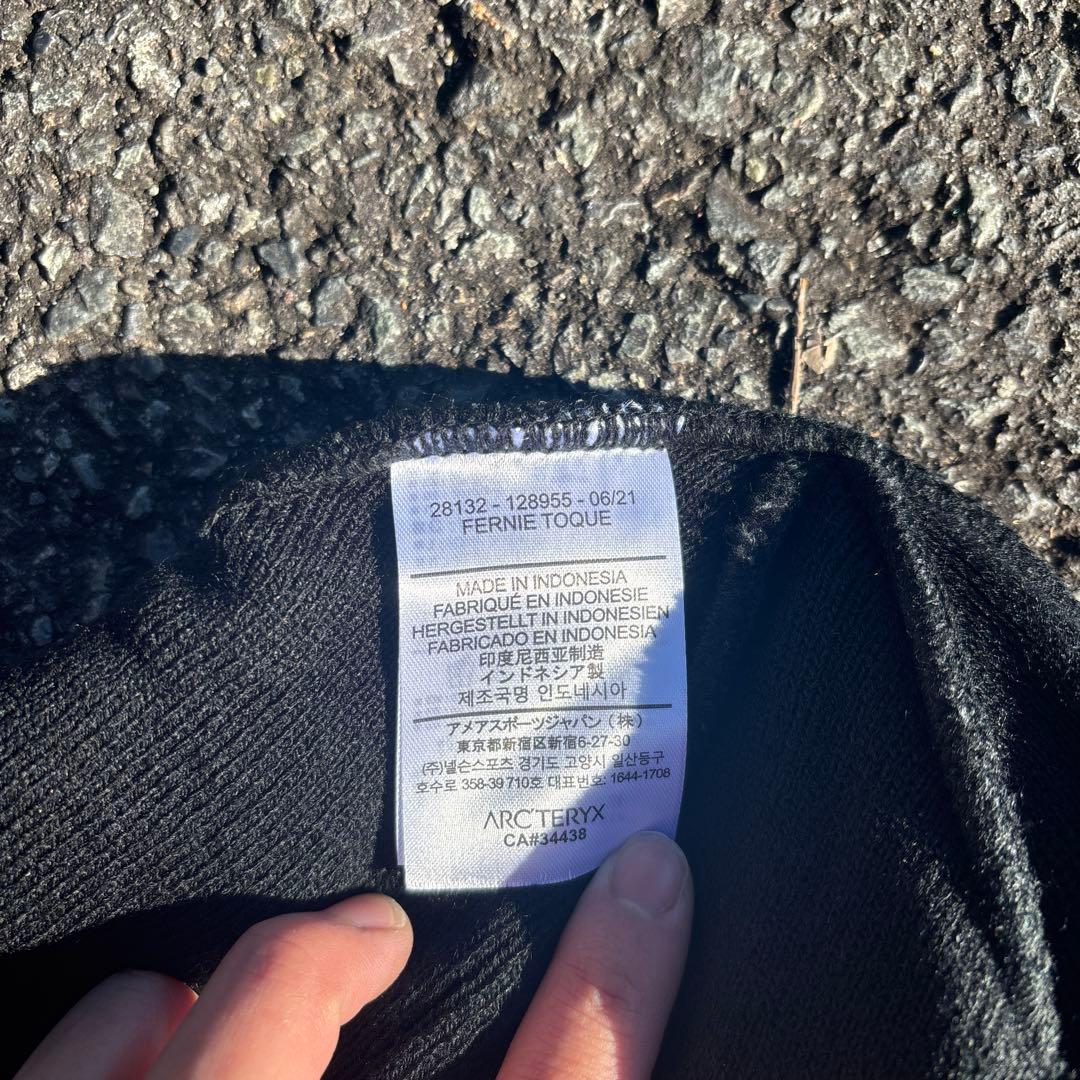 28132 - 128955 - 06/21
FERNIE TOQUE
MADE IN INDONESIA
FABRIQUÉ EN INDONESIE
HERGESTELLT IN INDONESIEN
FABRICADO EN INDONESIA
印度尼西亚制造
インドネシア製
제조국명 인도네시아
アメアスポーツジャパン（株）
東京都新宿区新宿6-27-30
(주)넬슨스포츠 경기도 고양시 일산동구
호수로 358-39 710호 대표번호: 1644-1708
ARC'TERYX
CA#34438